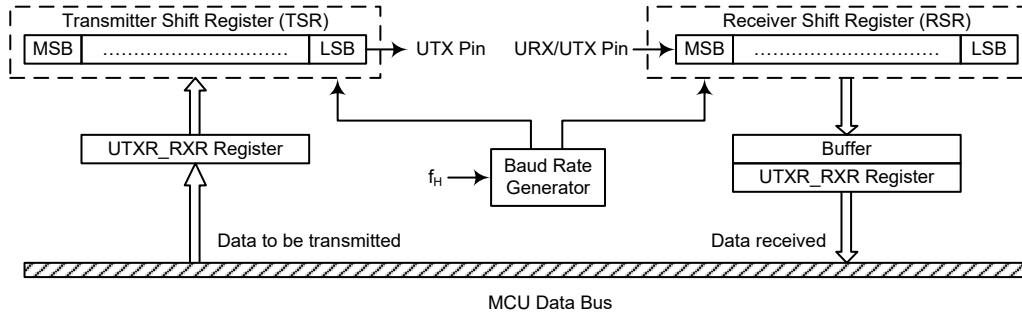 Transmitter Shift Register (TSR)
MSB ................................ LSB
UTX Pin
URX/UTX Pin
Receiver Shift Register (RSR)
MSB ................................ LSB
UTXR_RXR Register
fH
Baud Rate
Generator
Buffer
UTXR_RXR Register
Data to be transmitted
Data received
MCU Data Bus